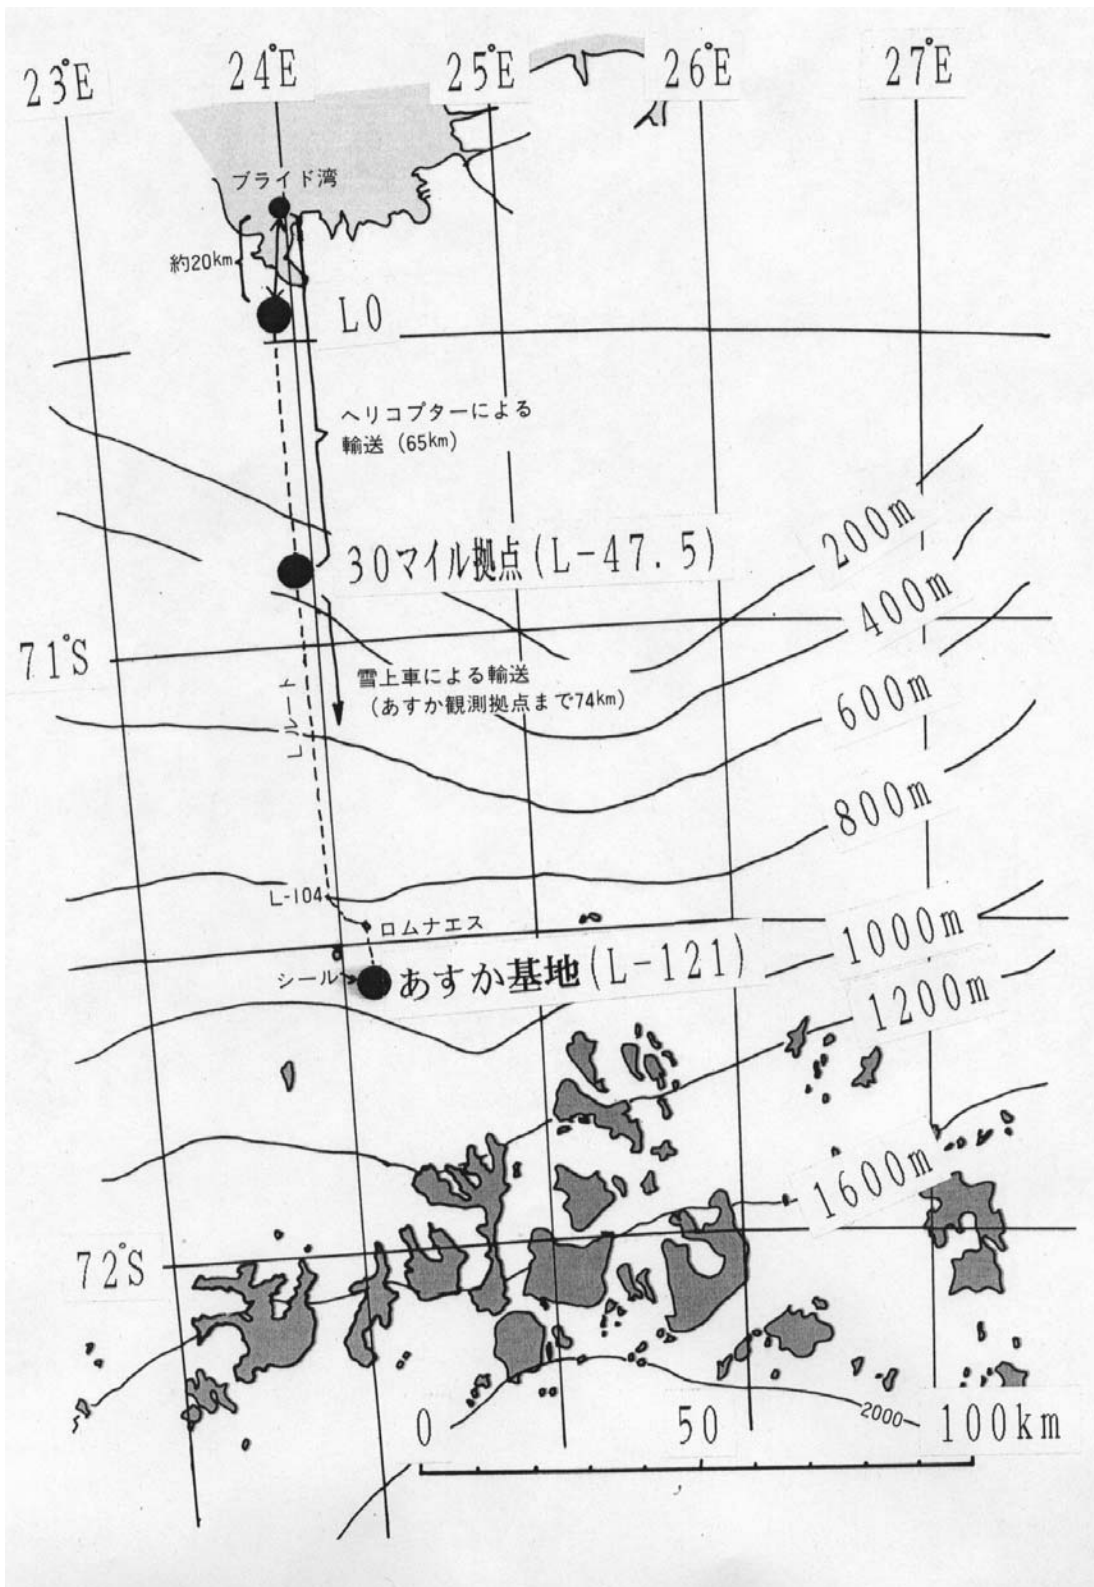 23°E
24°E
25°E
26°E
27°E
ブライド湾
約20km
L0
ヘリコプターによる
輸送 (65km)
200m
30マイル拠点(L-47.5)
400m
71°S
Lルート
雪上車による輸送
(あすか観測拠点まで74km)
600m
800m
L-104
ロムナエス
1000m
シール
あすか基地(L-121)
1200m
1600m
72°S
2000
0
50
100km